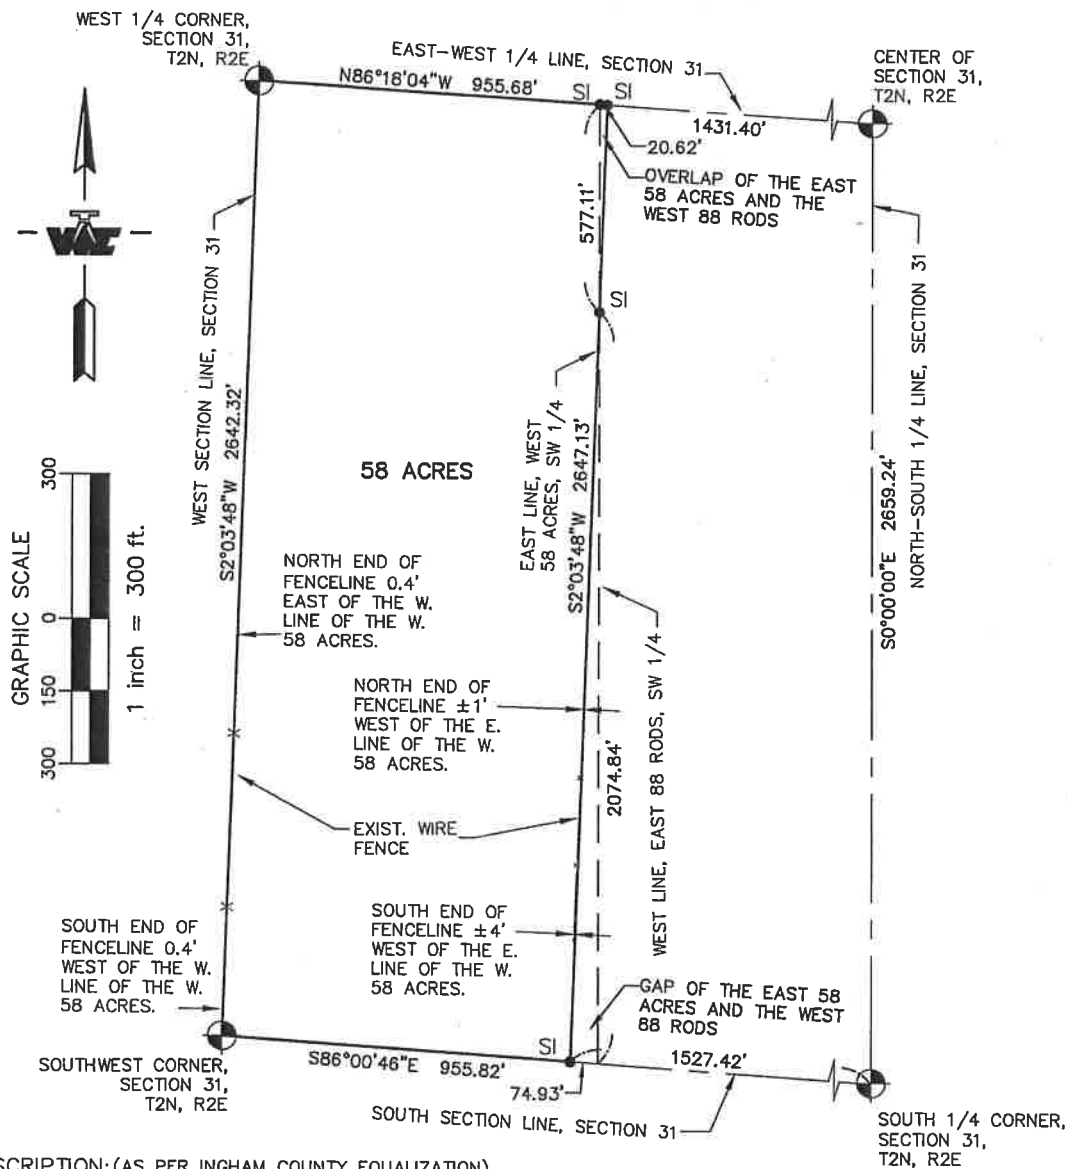 WEST 1/4 CORNER,
SECTION 31,
T2N, R2E
EAST-WEST 1/4 LINE, SECTION 31
N86°18'04"W 955.68'
SI
SI
1431.40'
CENTER OF
SECTION 31,
T2N, R2E
20.62'
OVERLAP OF THE EAST
58 ACRES AND THE
WEST 88 RODS
577.11'
SI
WEST SECTION LINE, SECTION 31
S2°03'48"W 2642.32'
NORTH-SOUTH 1/4 LINE, SECTION 31
S0°00'00"E 2659.24'
58 ACRES
EAST LINE, WEST
58 ACRES, SW 1/4
S2°03'48"W 2647.13'
GRAPHIC SCALE
300
0
150
300
1 inch = 300 ft.
NORTH END OF
FENCELINE 0.4'
EAST OF THE W.
LINE OF THE W.
58 ACRES.
NORTH END OF
FENCELINE ±1'
WEST OF THE E.
LINE OF THE W.
58 ACRES.
2074.84'
WEST LINE, EAST 88 RODS, SW 1/4
EXIST. WIRE
FENCE
SOUTH END OF
FENCELINE 0.4'
WEST OF THE W.
LINE OF THE W.
58 ACRES.
SOUTH END OF
FENCELINE ±4'
WEST OF THE E.
LINE OF THE W.
58 ACRES.
GAP OF THE EAST 58
ACRES AND THE WEST
88 RODS
SI
SOUTHWEST CORNER,
SECTION 31,
T2N, R2E
S86°00'46"E 955.82'
74.93'
1527.42'
SOUTH SECTION LINE, SECTION 31
SOUTH 1/4 CORNER,
SECTION 31,
T2N, R2E
SCRIPTION: (AS PER INGHAM COUNTY EQUALIZATION)